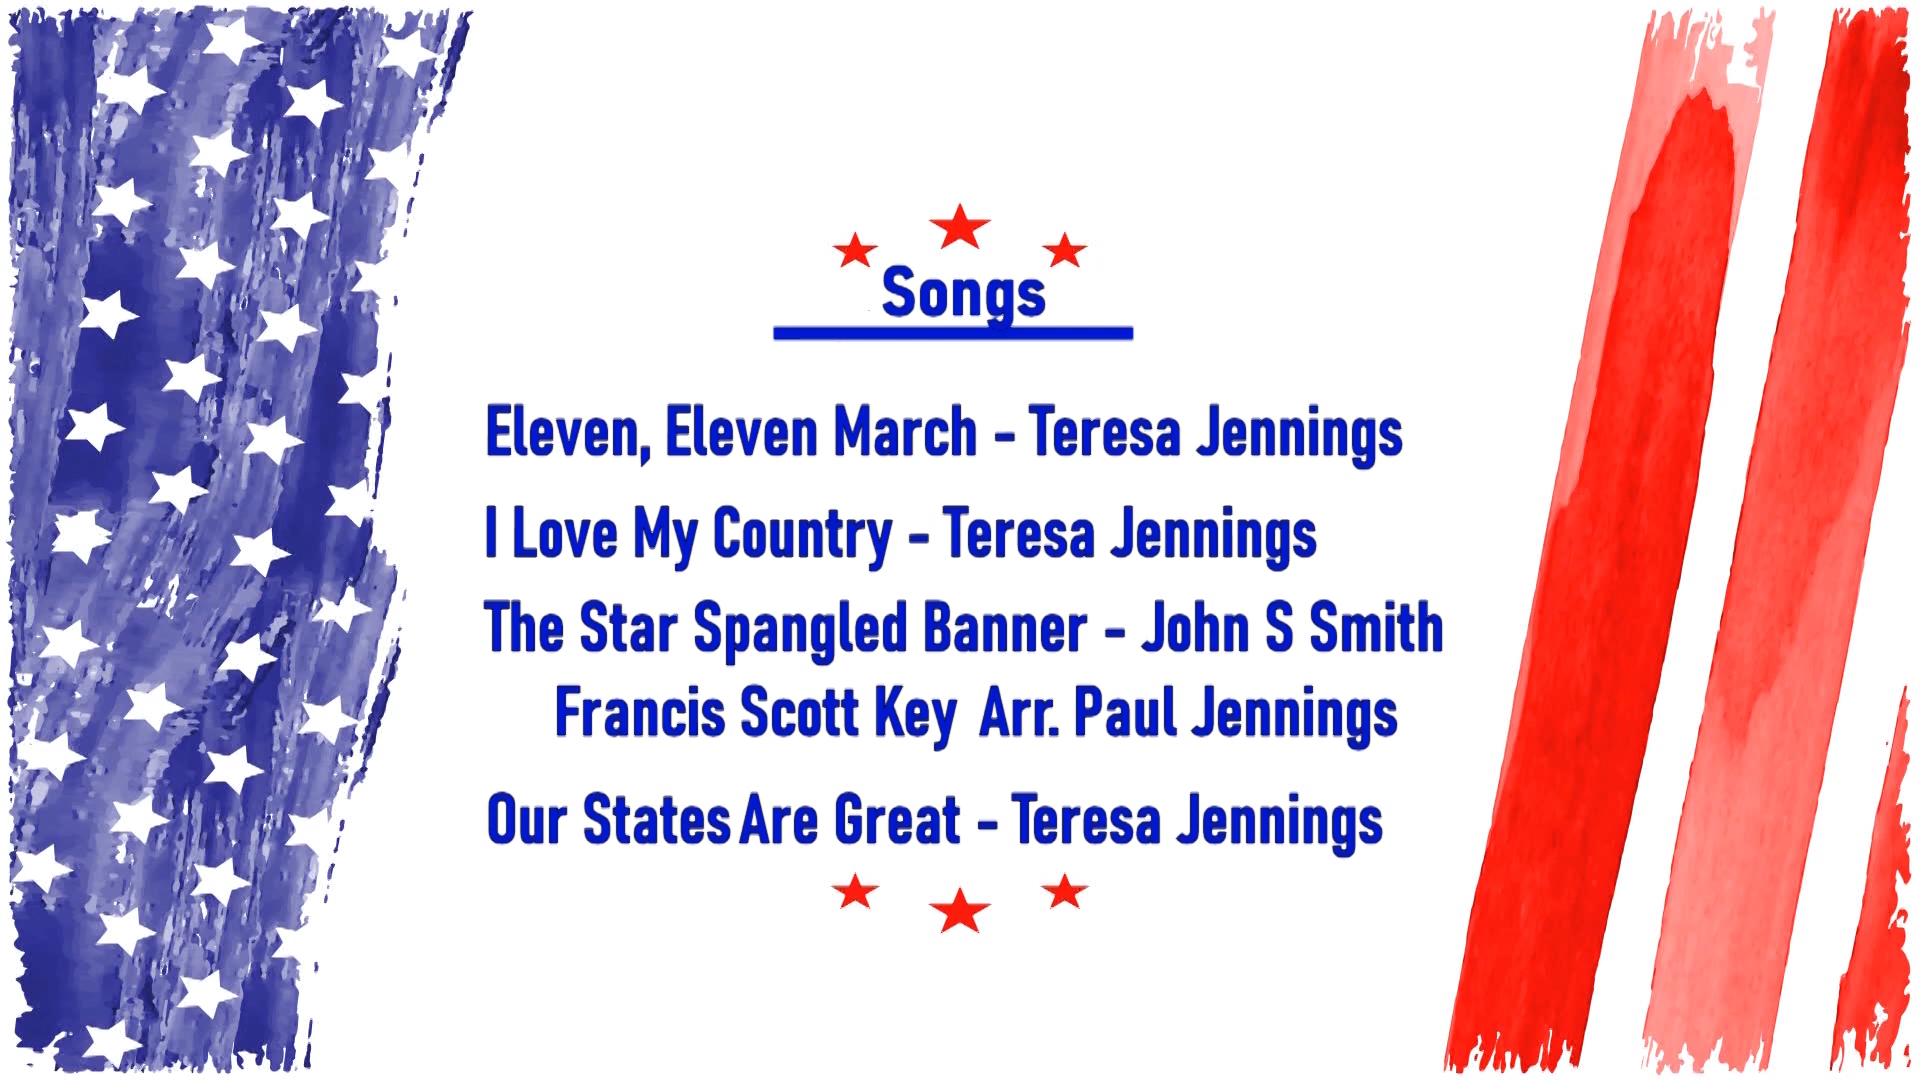 Songs
Eleven, Eleven March - Teresa Jennings
I Love My Country - Teresa Jennings
The Star Spangled Banner - John S Smith
Francis Scott Key Arr. Paul Jennings
Our States Are Great - Teresa Jennings